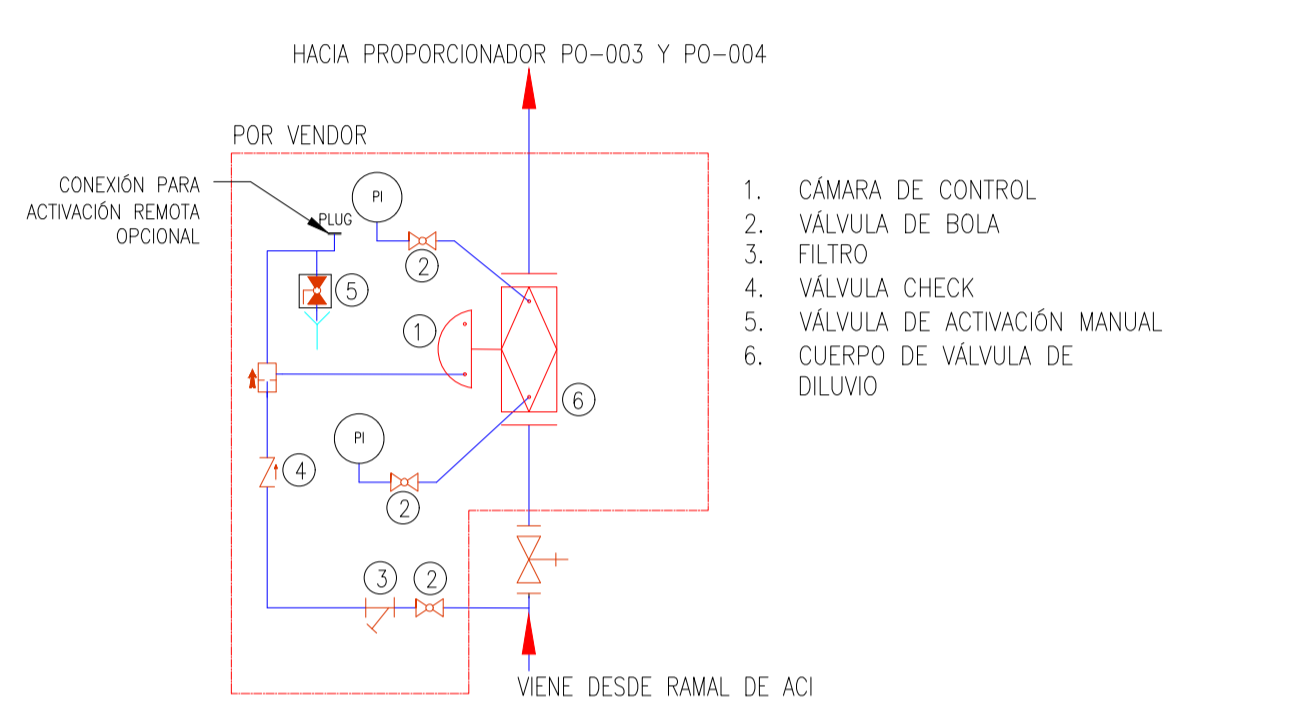 HACIA PROPORCIONADOR PO-003 Y PO-004
POR VENDOR
CONEXIÓN PARA
ACTIVACIÓN REMOTA
OPCIONAL
PLUG
PI
2
5
1
6
PI
4
2
3
2
VIENE DESDE RAMAL DE ACI
1. CÁMARA DE CONTROL
2. VÁLVULA DE BOLA
3. FILTRO
4. VÁLVULA CHECK
5. VÁLVULA DE ACTIVACIÓN MANUAL
6. CUERPO DE VÁLVULA DE
DILUVIO